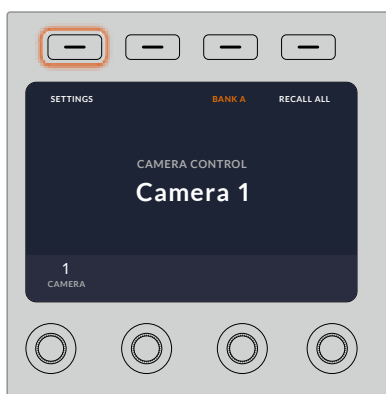 SETTINGS BANK A RECALL ALL
CAMERA CONTROL
Camera 1
1
CAMERA